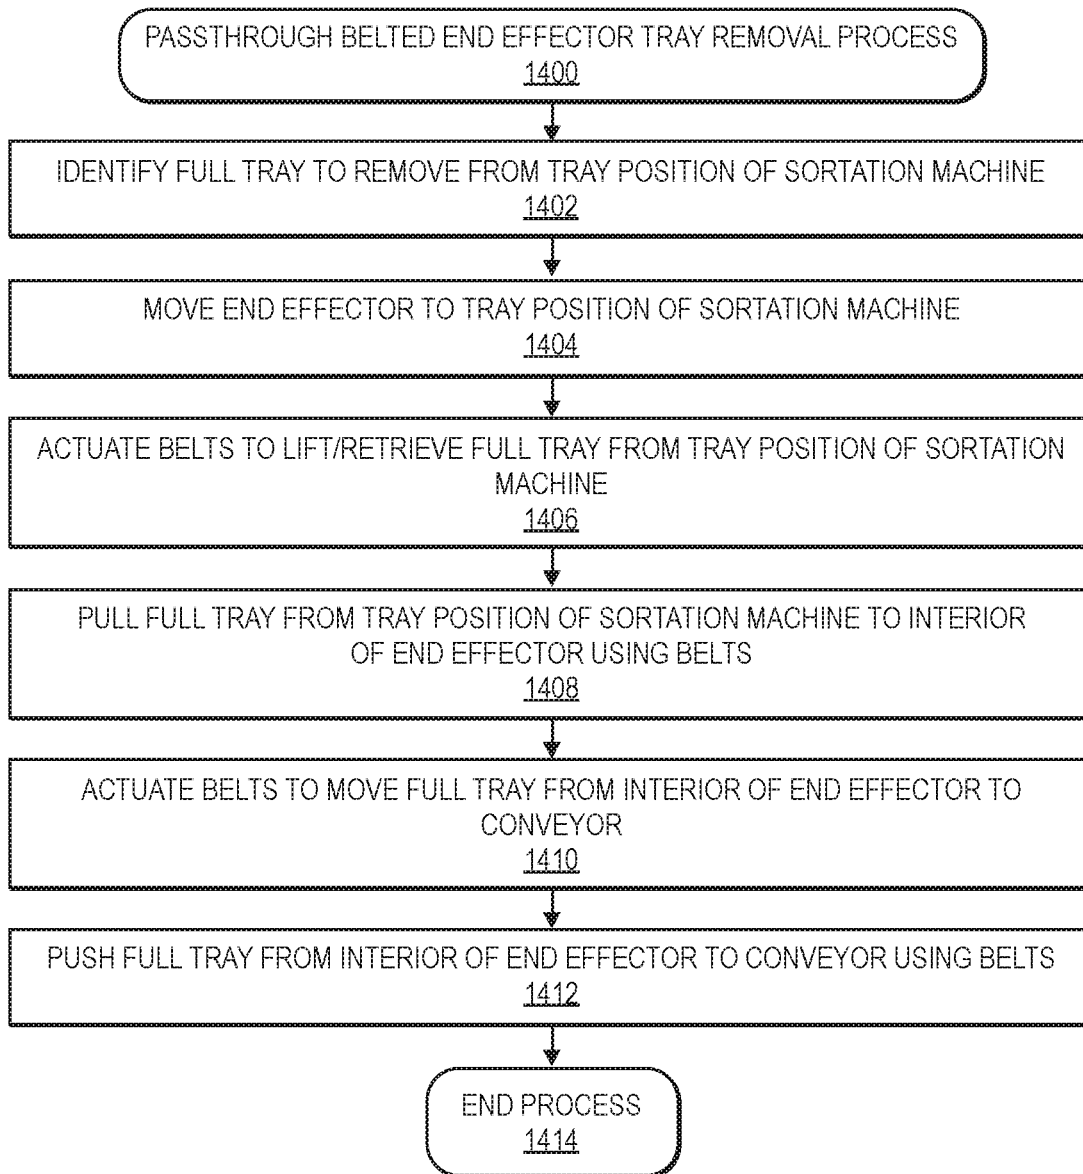 PASSTHROUGH BELTED END EFFECTOR TRAY REMOVAL PROCESS
1400
IDENTIFY FULL TRAY TO REMOVE FROM TRAY POSITION OF SORTATION MACHINE
1402
MOVE END EFFECTOR TO TRAY POSITION OF SORTATION MACHINE
1404
ACTUATE BELTS TO LIFT/RETRIEVE FULL TRAY FROM TRAY POSITION OF SORTATION
MACHINE
1406
PULL FULL TRAY FROM TRAY POSITION OF SORTATION MACHINE TO INTERIOR
OF END EFFECTOR USING BELTS
1408
ACTUATE BELTS TO MOVE FULL TRAY FROM INTERIOR OF END EFFECTOR TO
CONVEYOR
1410
PUSH FULL TRAY FROM INTERIOR OF END EFFECTOR TO CONVEYOR USING BELTS
1412
END PROCESS
1414